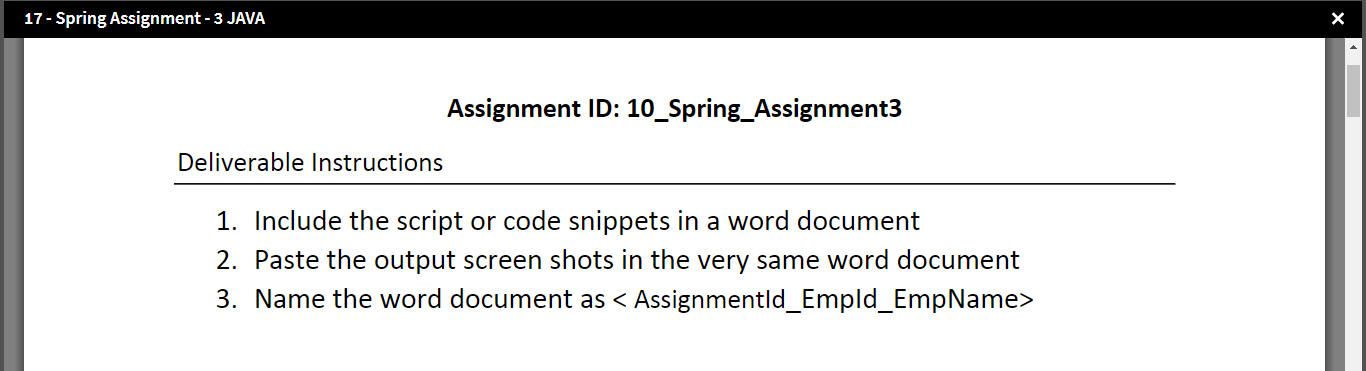 17 - Spring Assignment - 3 JAVA
Assignment ID: 10_Spring_Assignment3
Deliverable Instructions
1. Include the script or code snippets in a word document
2. Paste the output screen shots in the very same word document
3. Name the word document as < AssignmentId_EmpId_EmpName>